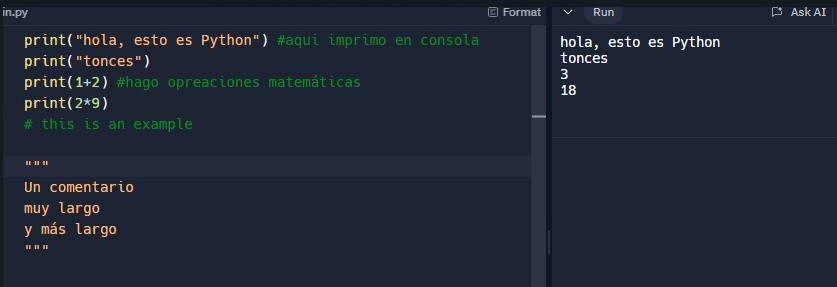 in.py
Format
Run
Ask AI
print("hola, esto es Python") #aqui imprimo en consola
print("tonces")
print(1+2) #hago opreaciones matemáticas
print(2*9)
# this is an example
"""
Un comentario
muy largo
y más largo
"""
hola, esto es Python
tonces
3
18